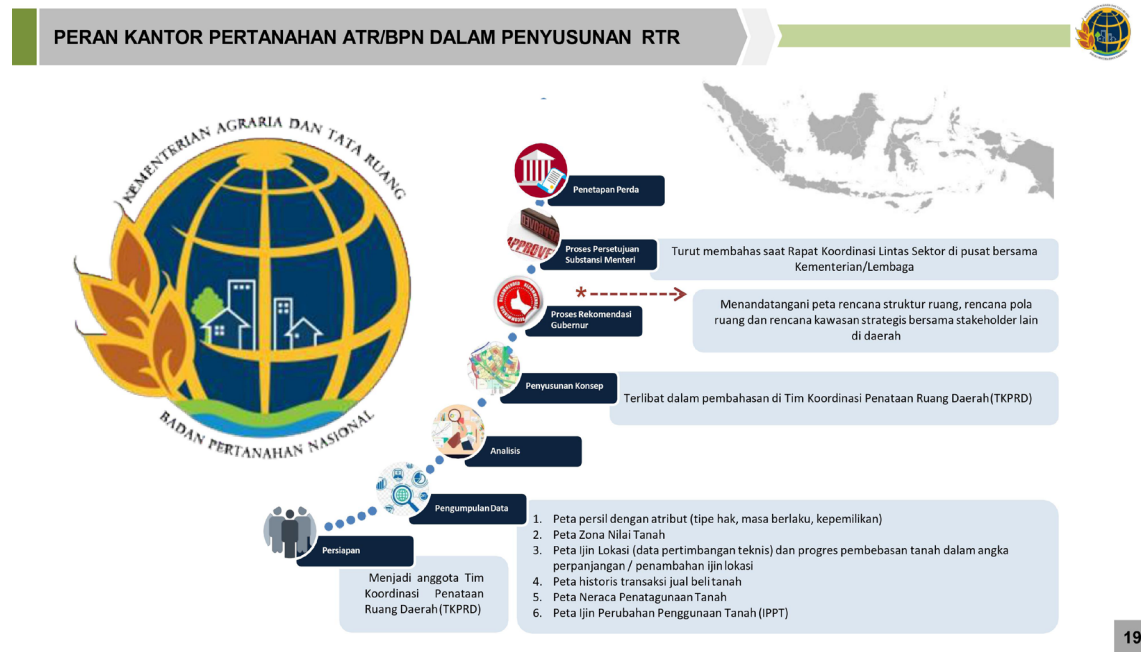 PERAN KANTOR PERTANAHAN ATR/BPN DALAM PENYUSUNAN RTR
KEMENTERIAN AGRARIA DAN TATA RUANG
BADAN PERTANAHAN NASIONAL
Penetapan Perda
APPROVED
Proses Persetujuan
Substansi Menteri
Turut membahas saat Rapat Koordinasi Lintas Sektor di pusat bersama
Kementerian/Lembaga
Proses Rekomendasi
Gubernur
*
Menandatangani peta rencana struktur ruang, rencana pola
ruang dan rencana kawasan strategis bersama stakeholder lain
di daerah
Penyusunan Konsep
Terlibat dalam pembahasan di Tim Koordinasi Penataan Ruang Daerah (TKPRD)
Analisis
Pengumpulan Data
1. Peta persil dengan atribut (tipe hak, masa berlaku, kepemilikan)
2. Peta Zona Nilai Tanah
3. Peta Ijin Lokasi (data pertimbangan teknis) dan progres pembebasan tanah dalam angka
perpanjangan / penambahan ijin lokasi
4. Peta historis transaksi jual beli tanah
5. Peta Neraca Penatagunaan Tanah
6. Peta Ijin Perubahan Penggunaan Tanah (IPPT)
Persiapan
Menjadi anggota Tim
Koordinasi Penataan
Ruang Daerah (TKPRD)
19